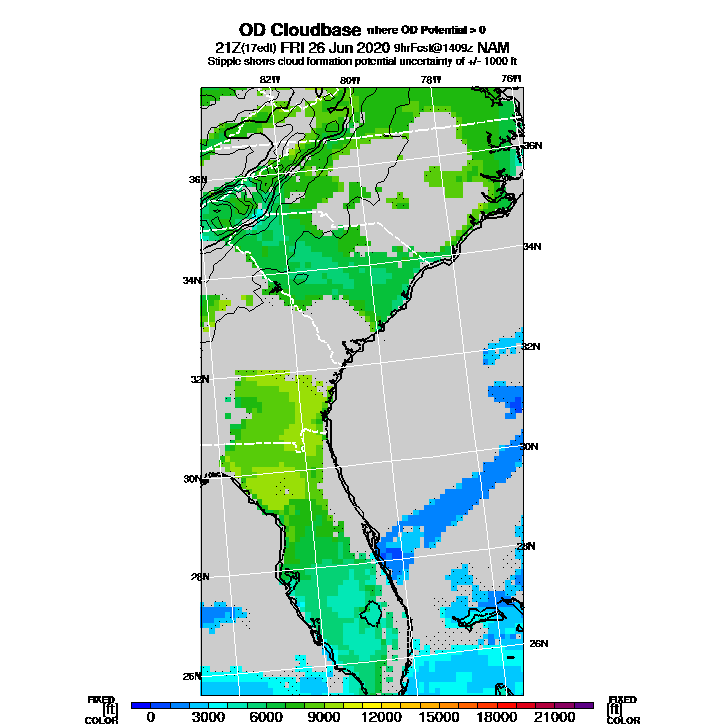 OD Cloudbase where OD Potential > 0
21Z(17edt) FRI 26 Jun 2020 9hrFcst@1409z NAM
Stipple shows cloud formation potential uncertainty of +/- 1000 ft
82W 80W 78W 76W
36N
36N
34N
34N
32N
32N
30N
30N
28N
28N
26N
26N
FIXED FIXED
[ft] [ft]
COLOR 0 3000 6000 9000 12000 15000 18000 21000 COLOR